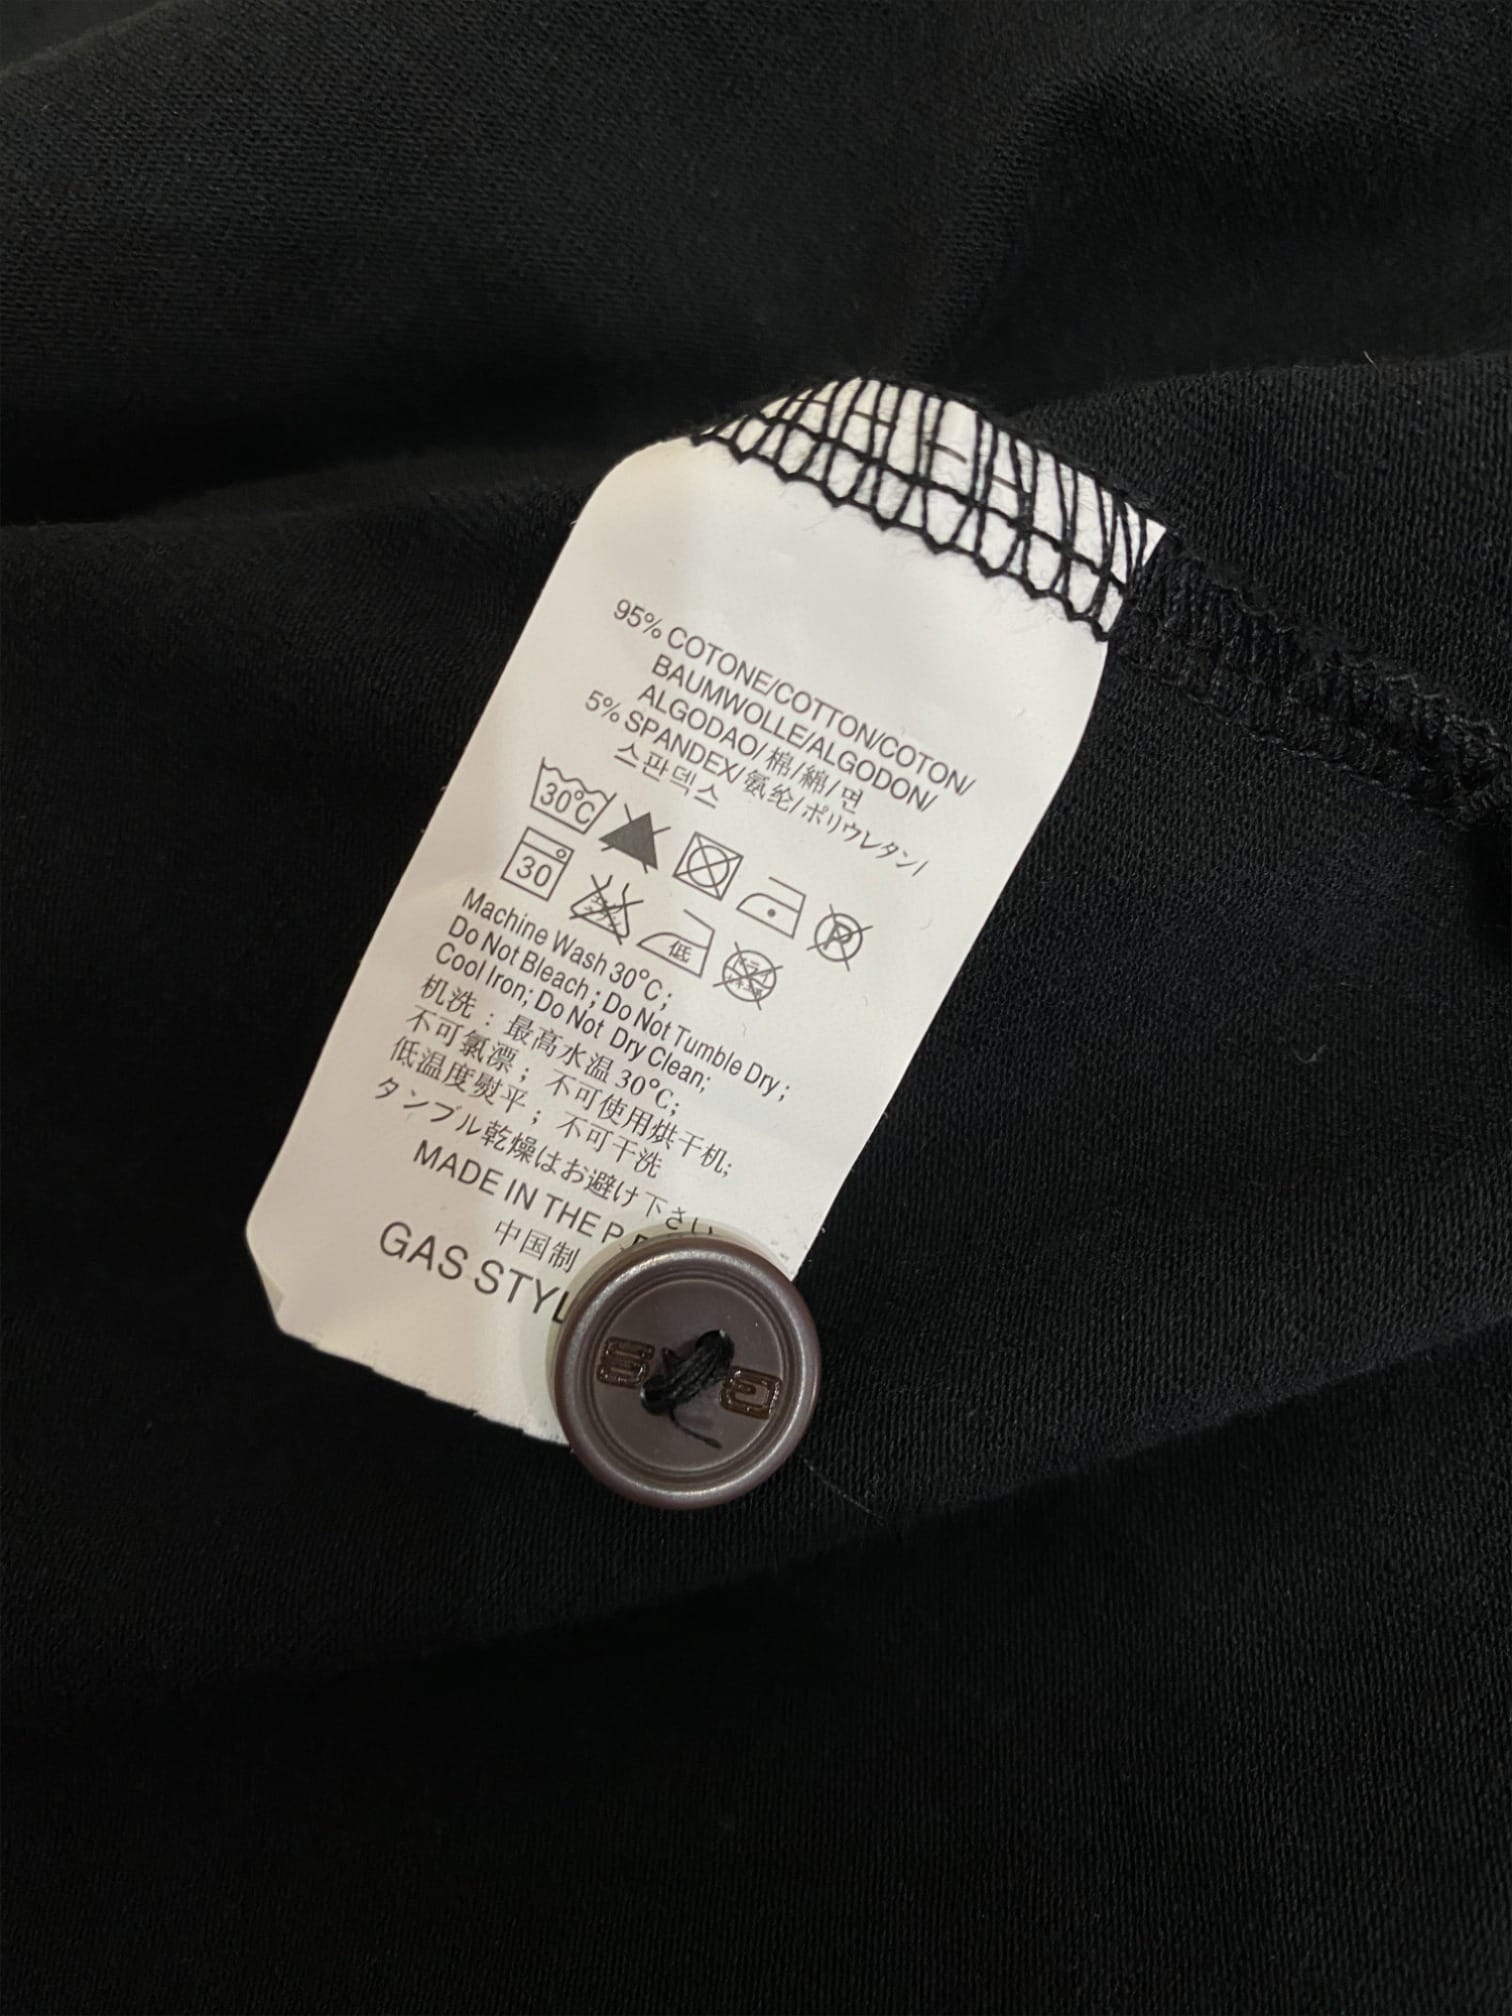 95% COTONE/COTTON/COTON/
BAUMWOLLE/ALGODON/
ALGODAO/棉/綿/면
5% SPANDEX/氨纶/ポリウレタン/
스판덱스
30°C
P
30
低
Machine Wash 30°C;
Do Not Bleach; Do Not Tumble Dry;
Cool Iron; Do Not Dry Clean;
机洗：最高水温30°C;
不可氯漂；不可使用烘干机;
低温度熨平；不可干洗
タンブル乾燥はお避け下さい
MADE IN THE P.
中国制
GAS